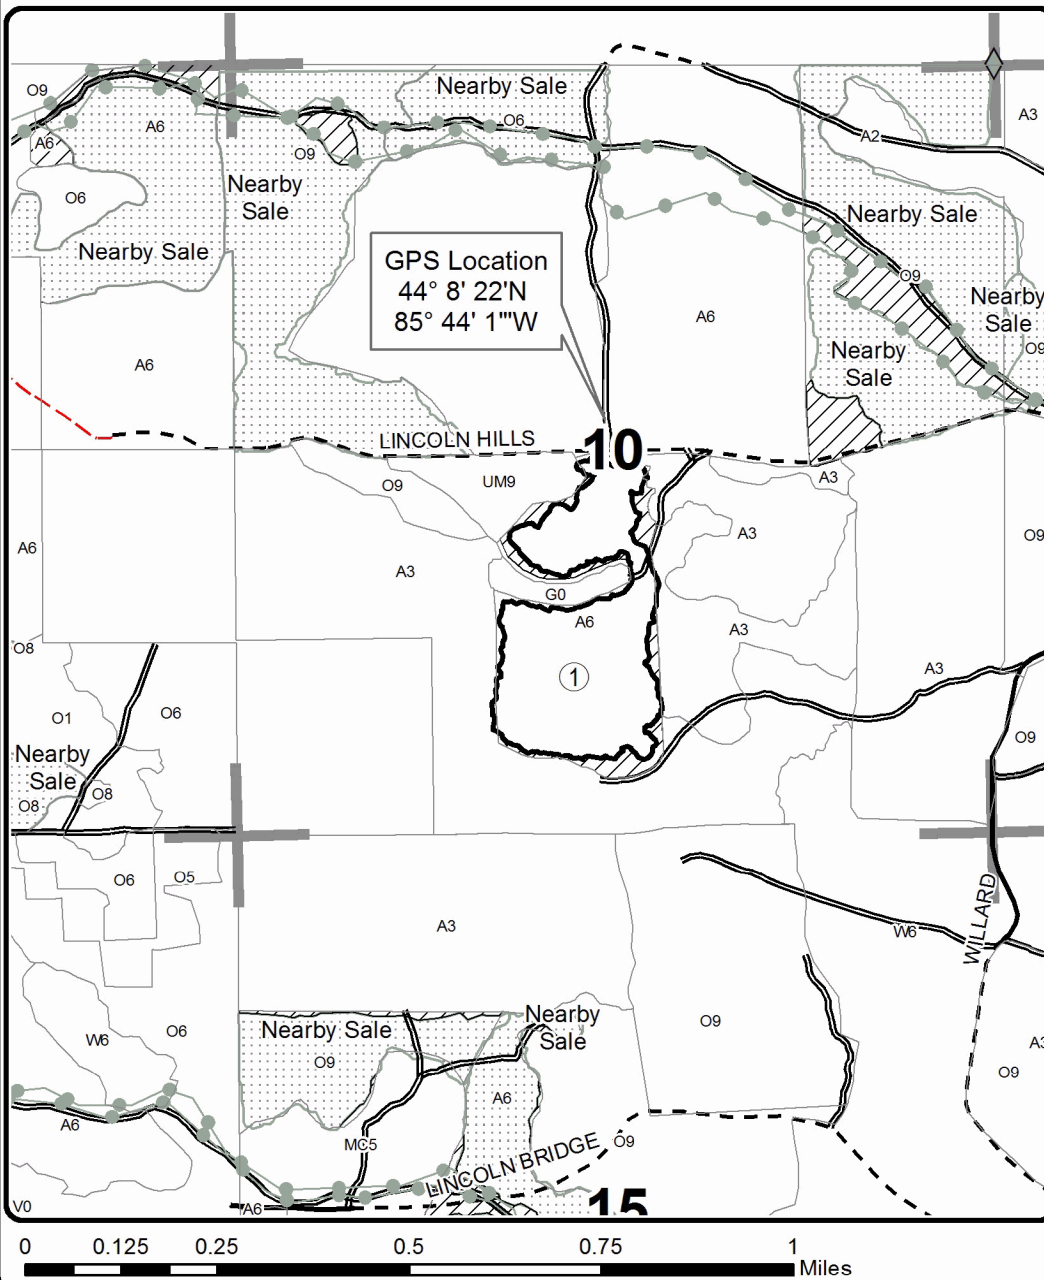 Nearby Sale
O9
O6
A3
A6
A2
A6
O9
Nearby
Sale
O6
Nearby Sale
Nearby Sale
GPS Location
44° 8' 22'N
85° 44' 1'"W
O9
Nearby
Sale
A6
Nearby
Sale
O9
A6
LINCOLN HILLS
10
A3
O9
UM9
A3
O9
A6
A3
G0
A6
A3
O8
1
A3
O1
O6
Nearby
Sale
O9
O8
O8
O6
O5
WILLARD
A3
W6
Nearby Sale
Nearby
Sale
O9
O6
W6
O9
A3
O9
A6
A6
MC5
LINCOLN BRIDGE
O9
15
V0
A6
0 0.125 0.25 0.5 0.75 1
Miles